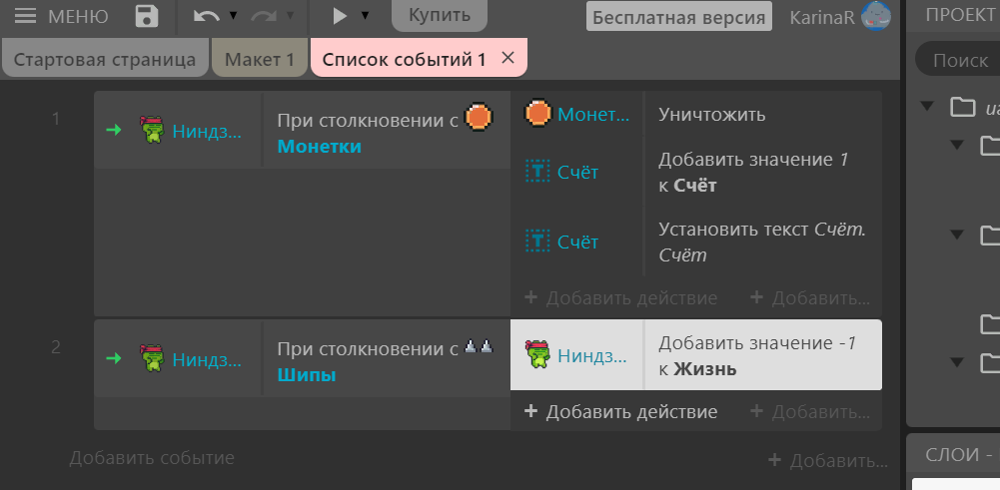 МЕНЮ
Купить
Бесплатная версия
KarinaR
ПРОЕКТ
Стартовая страница
Макет 1
Список событий 1
Поиск
1
Ниндз...
При столкновении с
Монетки
Монет...
Уничтожить
Счёт
Добавить значение 1
к Счёт
Счёт
Установить текст Счёт.
Счёт
+ Добавить действие
+ Добавить...
2
Ниндз...
При столкновении с
Шипы
Ниндз...
Добавить значение -1
к Жизнь
+ Добавить действие
+ Добавить...
Добавить событие
+ Добавить...
СЛОИ -